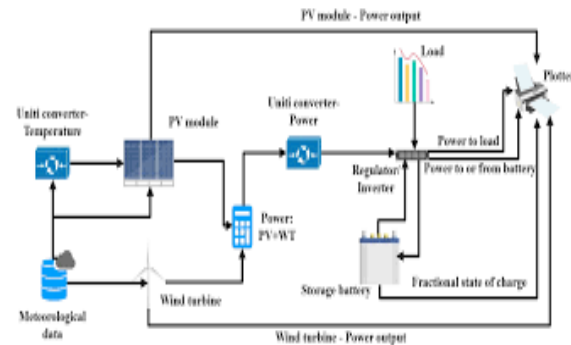 PV module - Power output
Load
Plotter
Uniti converter-
Temperature
PV module
Uniti converter-
Power
Power to load
Power to or from battery
Regulator/
Inverter
Power:
PV+WT
Storage battery
Fractional state of charge
Wind turbine
Meteorological
data
Wind turbine - Power output